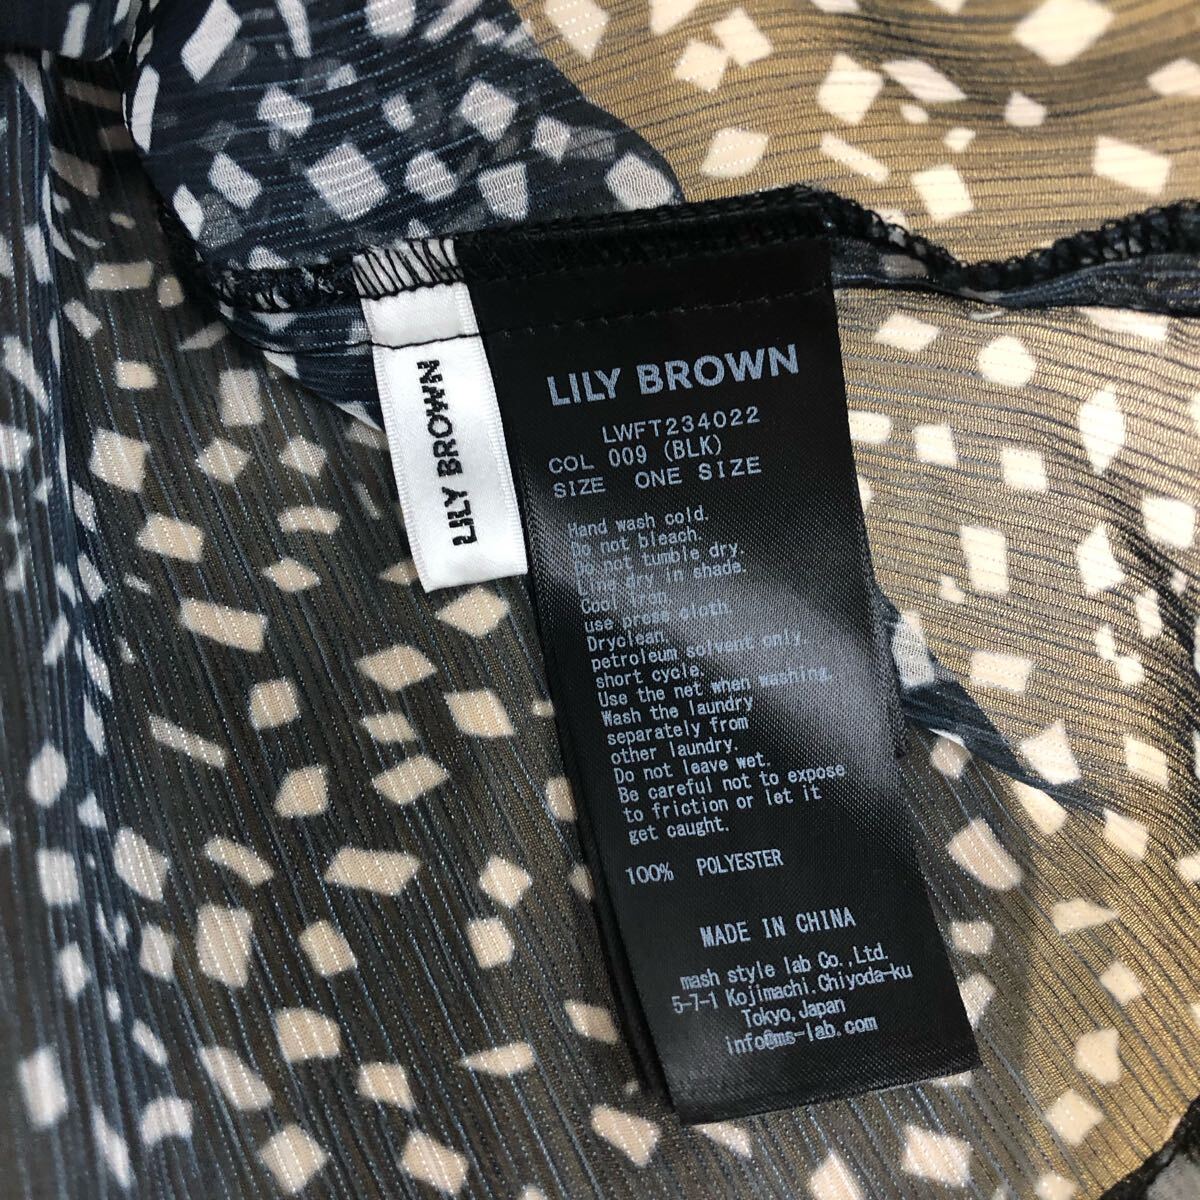 LILY BROWN
LILY BROWN
LWFT234022
COL 009 (BLK)
SIZE ONE SIZE
Hand wash cold.
Do not bleach.
Do not tumble dry.
Line dry in shade.
Cool iron.
use press cloth.
Dryclean.
petroleum solvent only.
short cycle.
Use the net when washing.
Wash the laundry
separately from
other laundry.
Do not leave wet.
Be careful not to expose
to friction or let it
get caught.
100% POLYESTER
MADE IN CHINA
mash style lab Co.,Ltd.
5-7-1 Kojimachi.Chiyoda-ku
Tokyo,Japan
info@ms-lab.com